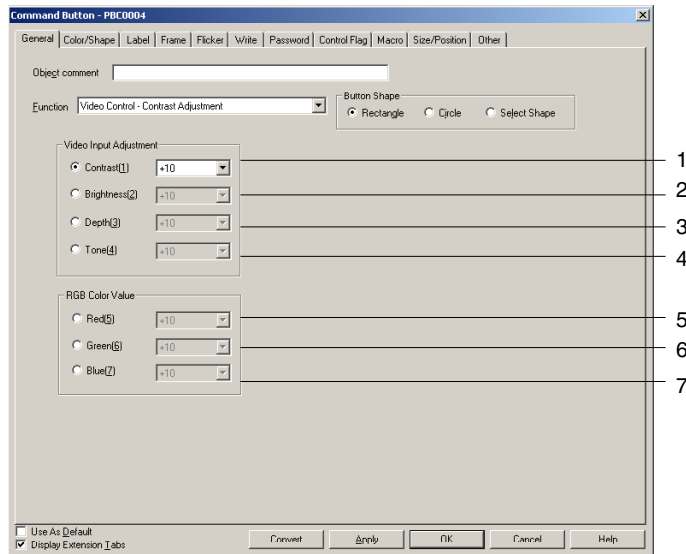 Command Button - PBC0004
General Color/Shape Label Frame Flicker Write Password Control Flag Macro Size/Position Other
Object comment
Function Video Control - Contrast Adjustment
Button Shape
Rectangle Circle Select Shape
Video Input Adjustment
Contrast(1) +10 1
Brightness(2) +10 2
Depth(3) +10 3
Tone(4) +10 4
RGB Color Value
Red(5) +10 5
Green(6) +10 6
Blue(7) +10 7
Use As Default
Display Extension Tabs
Convert Apply OK Cancel Help